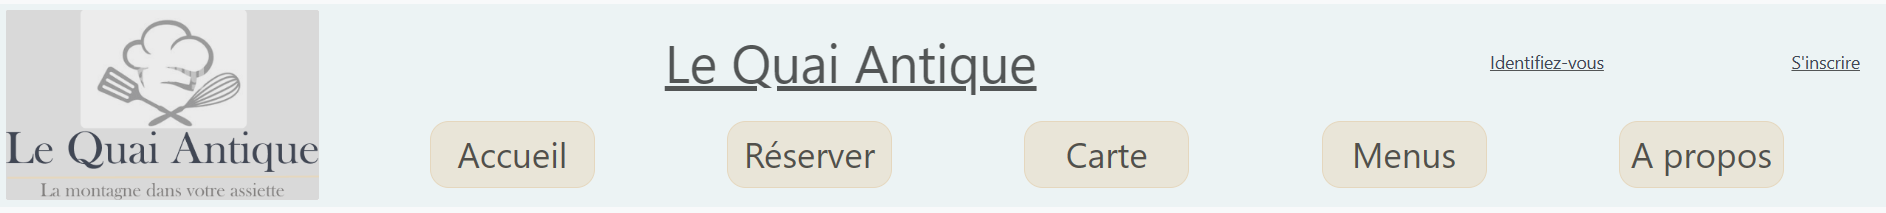 Le Quai Antique
La montagne dans votre assiette
Le Quai Antique
Identifiez-vous
S'inscrire
Accueil
Réserver
Carte
Menus
A propos